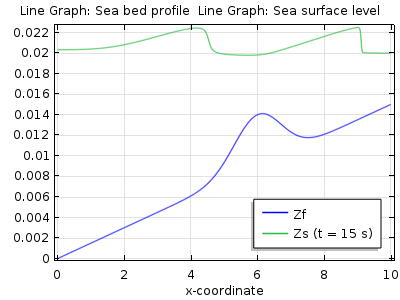 Line Graph: Sea bed profile  Line Graph: Sea surface level
0.022
0.02
0.018
0.016
0.014
0.012
0.01
0.008
0.006
0.004
0.002
0
0 2 4 6 8 10
x-coordinate
Zf
Zs (t = 15 s)